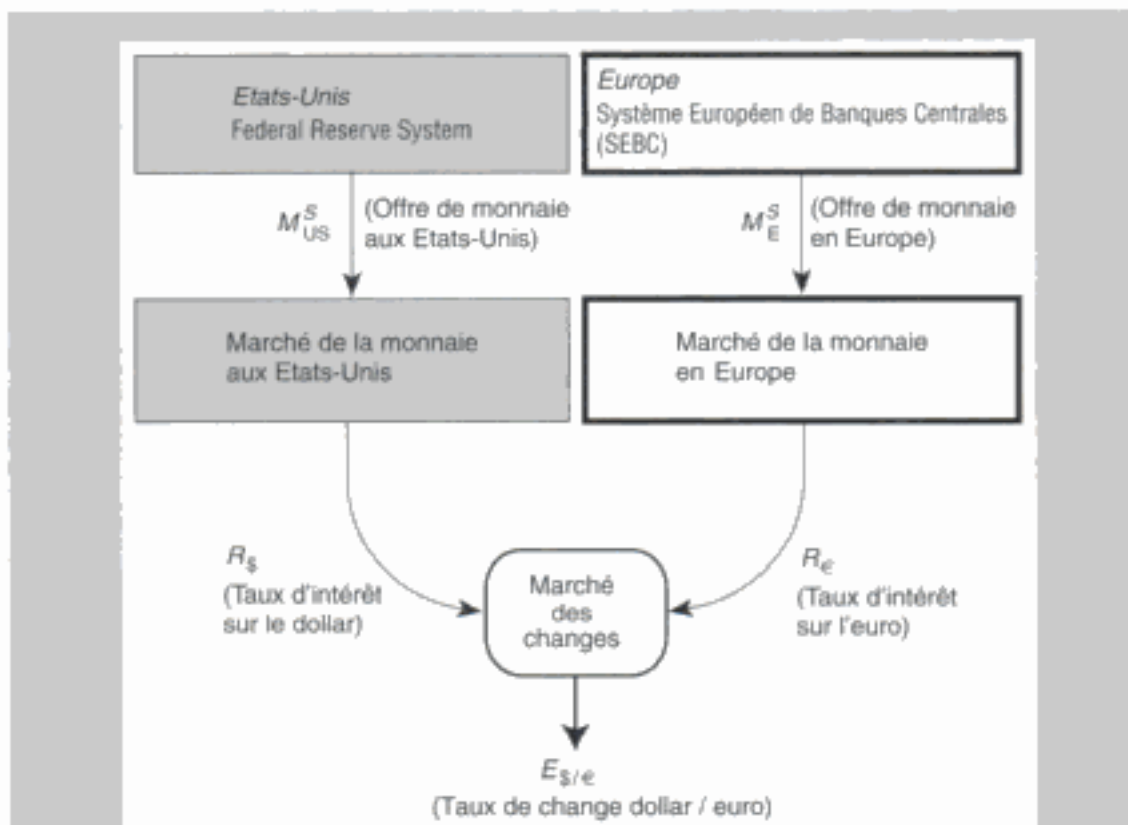 Etats-Unis
Federal Reserve System
Europe
Système Européen de Banques Centrales
(SEBC)
M^S_US
(Offre de monnaie
aux Etats-Unis)
M^S_E
(Offre de monnaie
en Europe)
Marché de la monnaie
aux Etats-Unis
Marché de la monnaie
en Europe
R_$
(Taux d'intérêt
sur le dollar)
Marché
des
changes
R_€
(Taux d'intérêt
sur l'euro)
E_$/€
(Taux de change dollar / euro)